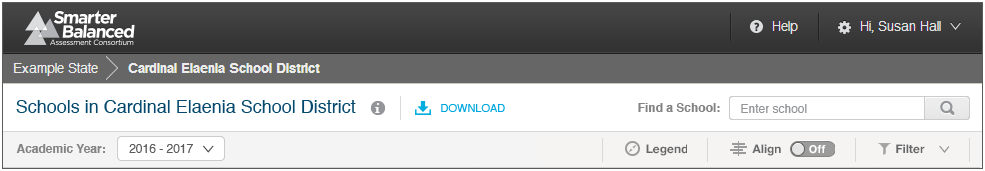 Smarter
Balanced
Assessment Consortium
Help
Hi, Susan Hall
Example State
Cardinal Elaenia School District
Schools in Cardinal Elaenia School District
DOWNLOAD
Find a School: Enter school
Academic Year: 2016 - 2017
Legend
Align Off
Filter